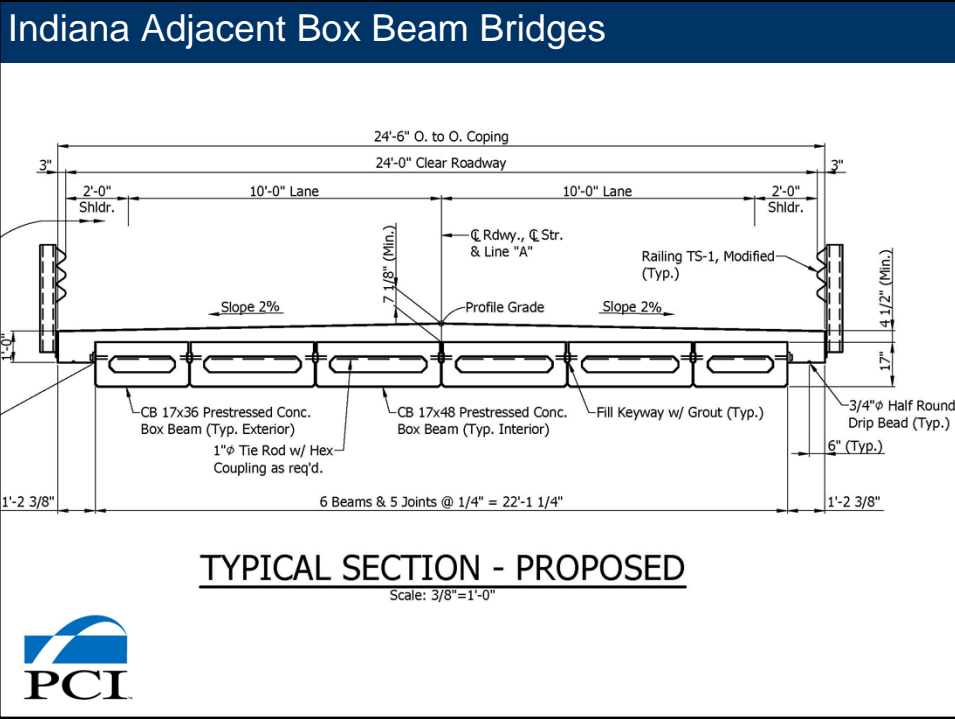 Indiana Adjacent Box Beam Bridges
24'-6" O. to O. Coping
3"
24'-0" Clear Roadway
3"
2'-0"
Shldr.
10'-0" Lane
10'-0" Lane
2'-0"
Shldr.
7 1/8" (Min.)
℄ Rdwy., ℄ Str.
& Line "A"
Railing TS-1, Modified
(Typ.)
4 1/2" (Min.)
Slope 2%
Profile Grade
Slope 2%
1'-0"
17"
CB 17x36 Prestressed Conc.
Box Beam (Typ. Exterior)
CB 17x48 Prestressed Conc.
Box Beam (Typ. Interior)
Fill Keyway w/ Grout (Typ.)
3/4"⌀ Half Round
Drip Bead (Typ.)
1"⌀ Tie Rod w/ Hex
Coupling as req'd.
6" (Typ.)
1'-2 3/8"
6 Beams & 5 Joints @ 1/4" = 22'-1 1/4"
1'-2 3/8"
TYPICAL SECTION - PROPOSED
Scale: 3/8"=1'-0"
PCI